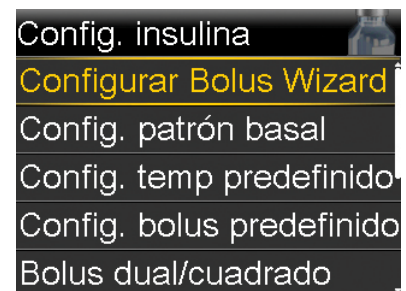 Config. insulina
Configurar Bolus Wizard
Config. patrón basal
Config. temp predefinido
Config. bolus predefinido
Bolus dual/cuadrado